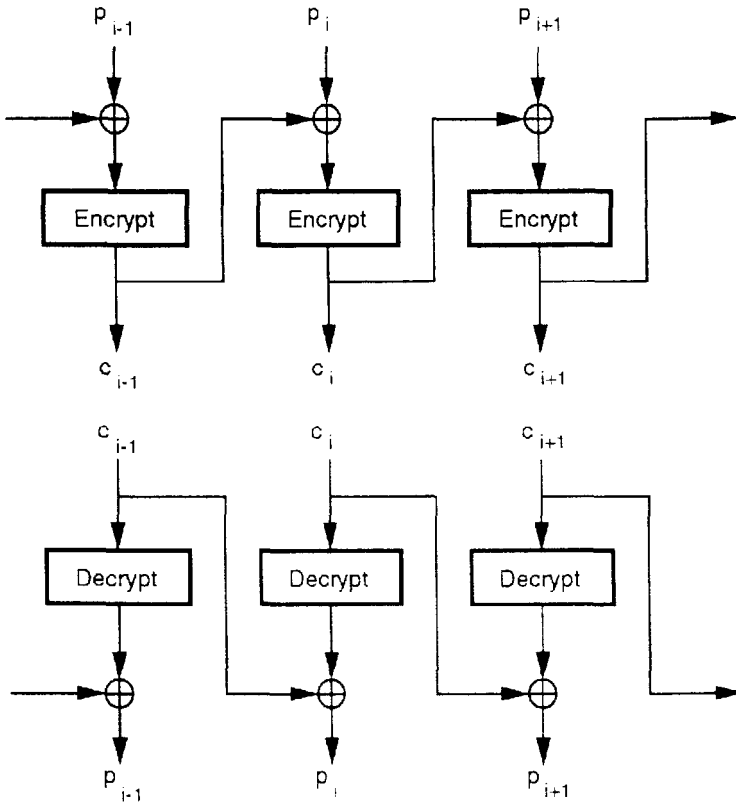 p i-1 p i p i+1
Encrypt Encrypt Encrypt
c i-1 c i c i+1
c i-1 c i c i+1
Decrypt Decrypt Decrypt
p i-1 p i p i+1